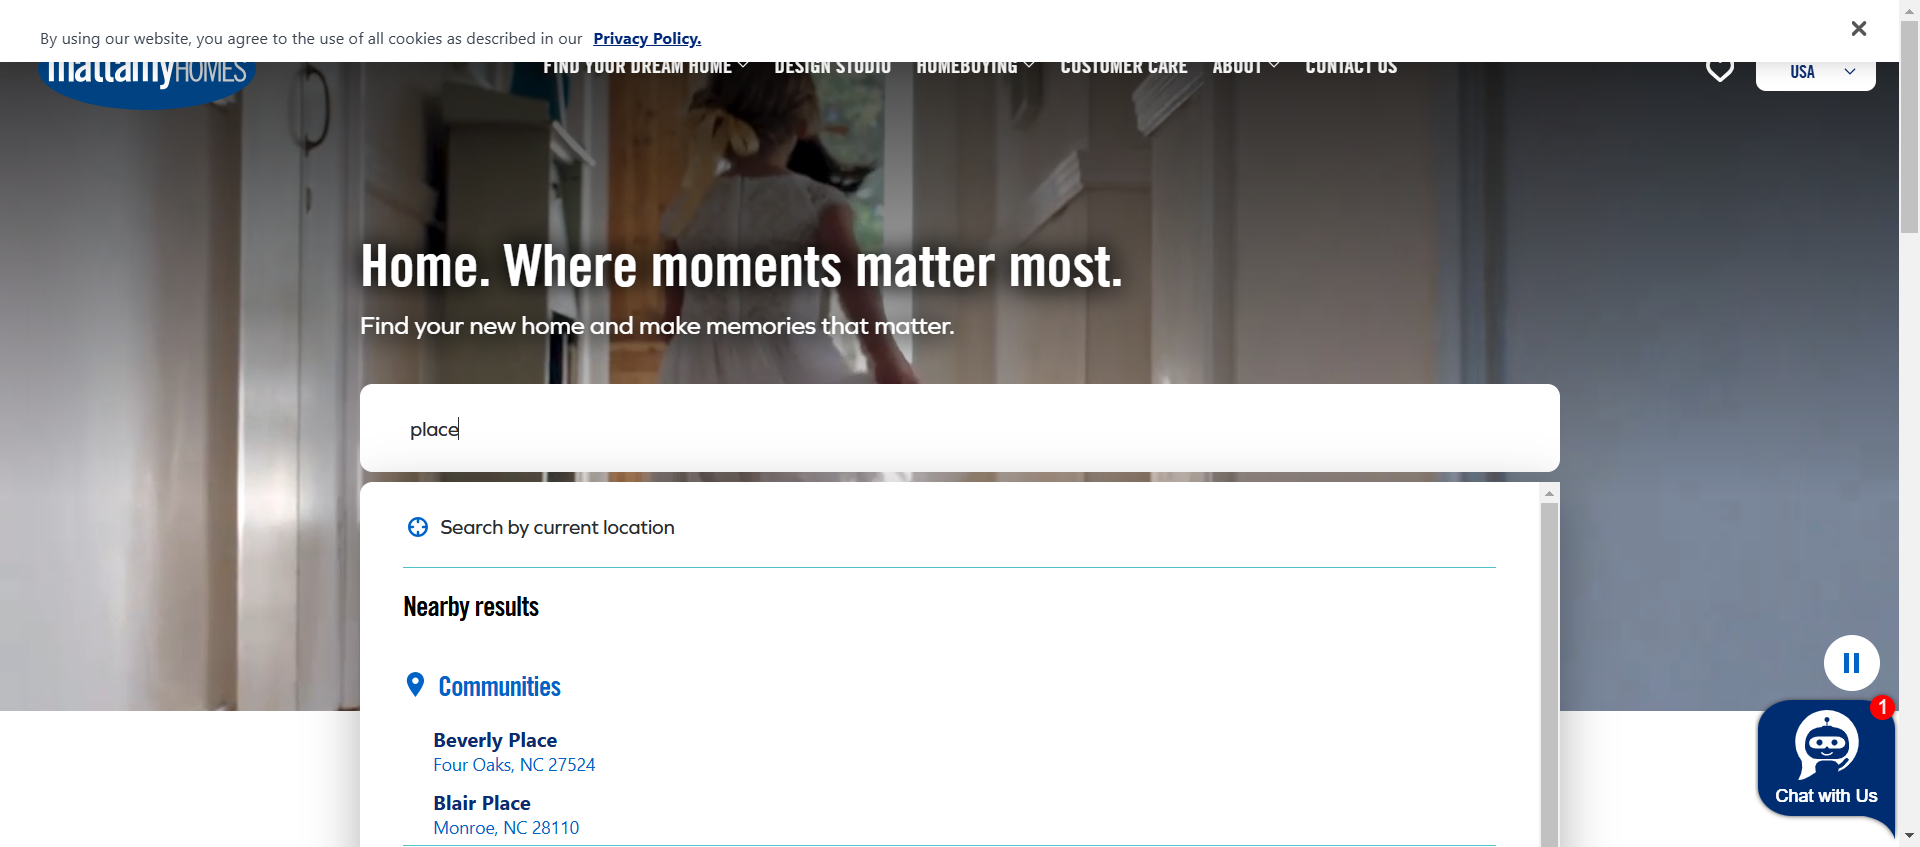 By using our website, you agree to the use of all cookies as described in our Privacy Policy.
mattamyHOMES
FIND YOUR DREAM HOME
DESIGN STUDIO
HOMEBUYING
CUSTOMER CARE
ABOUT
CONTACT US
USA
Home. Where moments matter most.
Find your new home and make memories that matter.
place
Search by current location
Nearby results
Communities
Beverly Place
Four Oaks, NC 27524
Blair Place
Monroe, NC 28110
1
Chat with Us